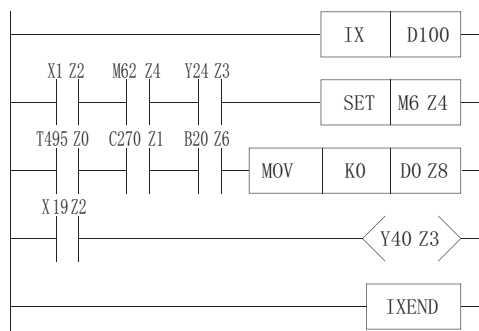 IX D100
X1 Z2 M62 Z4 Y24 Z3
SET M6 Z4
T495 Z0 C270 Z1 B20 Z6
MOV K0 D0 Z8
X19 Z2
Y40 Z3
IXEND